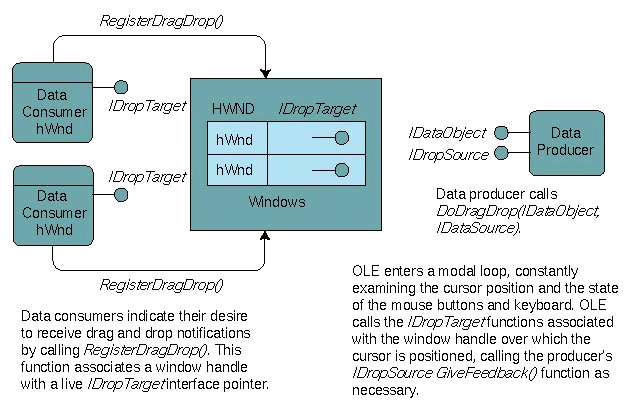 RegisterDragDrop()
Data
Consumer
hWnd
IDropTarget
HWND
IDropTarget
hWnd
hWnd
Windows
IDataObject
IDropSource
Data
Producer
Data
Consumer
hWnd
IDropTarget
RegisterDragDrop()
Data producer calls
DoDragDrop(IDataObject,
IDataSource).
Data consumers indicate their desire
to receive drag and drop notifications
by calling RegisterDragDrop(). This
function associates a window handle
with a live IDropTarget interface pointer.
OLE enters a modal loop, constantly
examining the cursor position and the state
of the mouse buttons and keyboard. OLE
calls the IDropTarget functions associated
with the window handle over which the
cursor is positioned, calling the producer's
IDropSource GiveFeedback() function as
necessary.